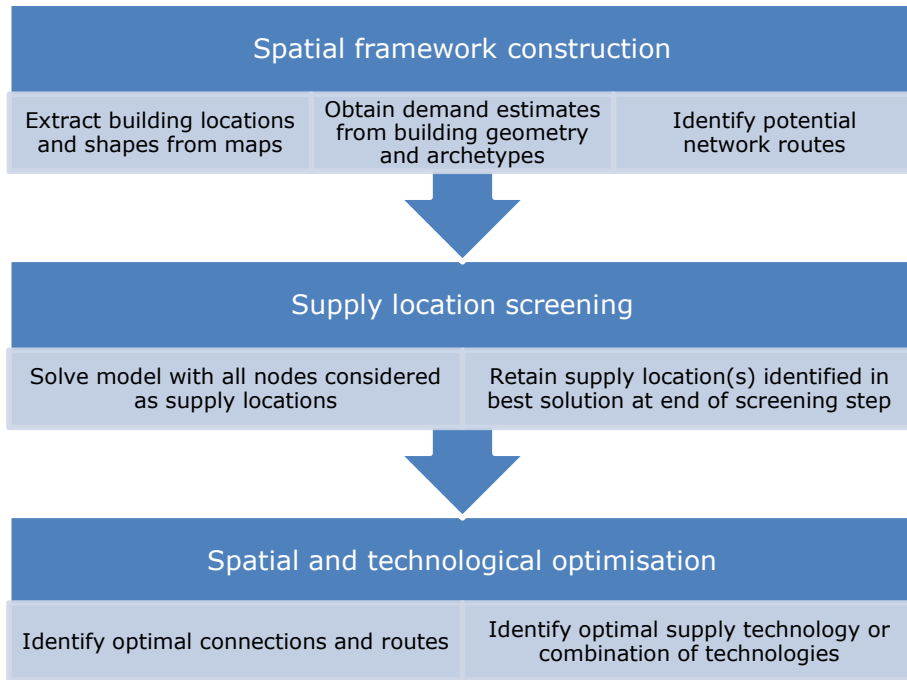 Spatial framework construction
Extract building locations
and shapes from maps
Obtain demand estimates
from building geometry
and archetypes
Identify potential
network routes
Supply location screening
Solve model with all nodes considered
as supply locations
Retain supply location(s) identified in
best solution at end of screening step
Spatial and technological optimisation
Identify optimal connections and routes
Identify optimal supply technology or
combination of technologies